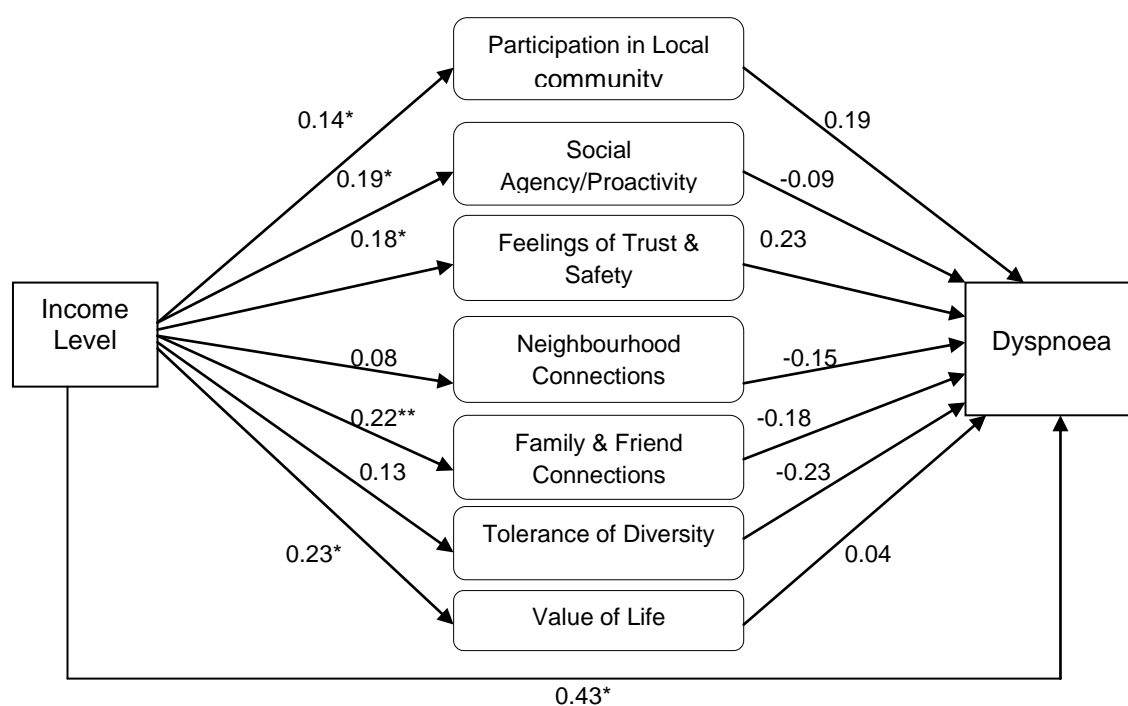 Participation in Local
community
0.14*
0.19
Social
Agency/Proactivity
0.19*
-0.09
Feelings of Trust &
Safety
0.18*
0.23
Income
Level
Dyspnoea
Neighbourhood
Connections
0.08
-0.15
Family & Friend
Connections
0.22**
-0.18
0.13
-0.23
Tolerance of Diversity
0.23*
0.04
Value of Life
0.43*